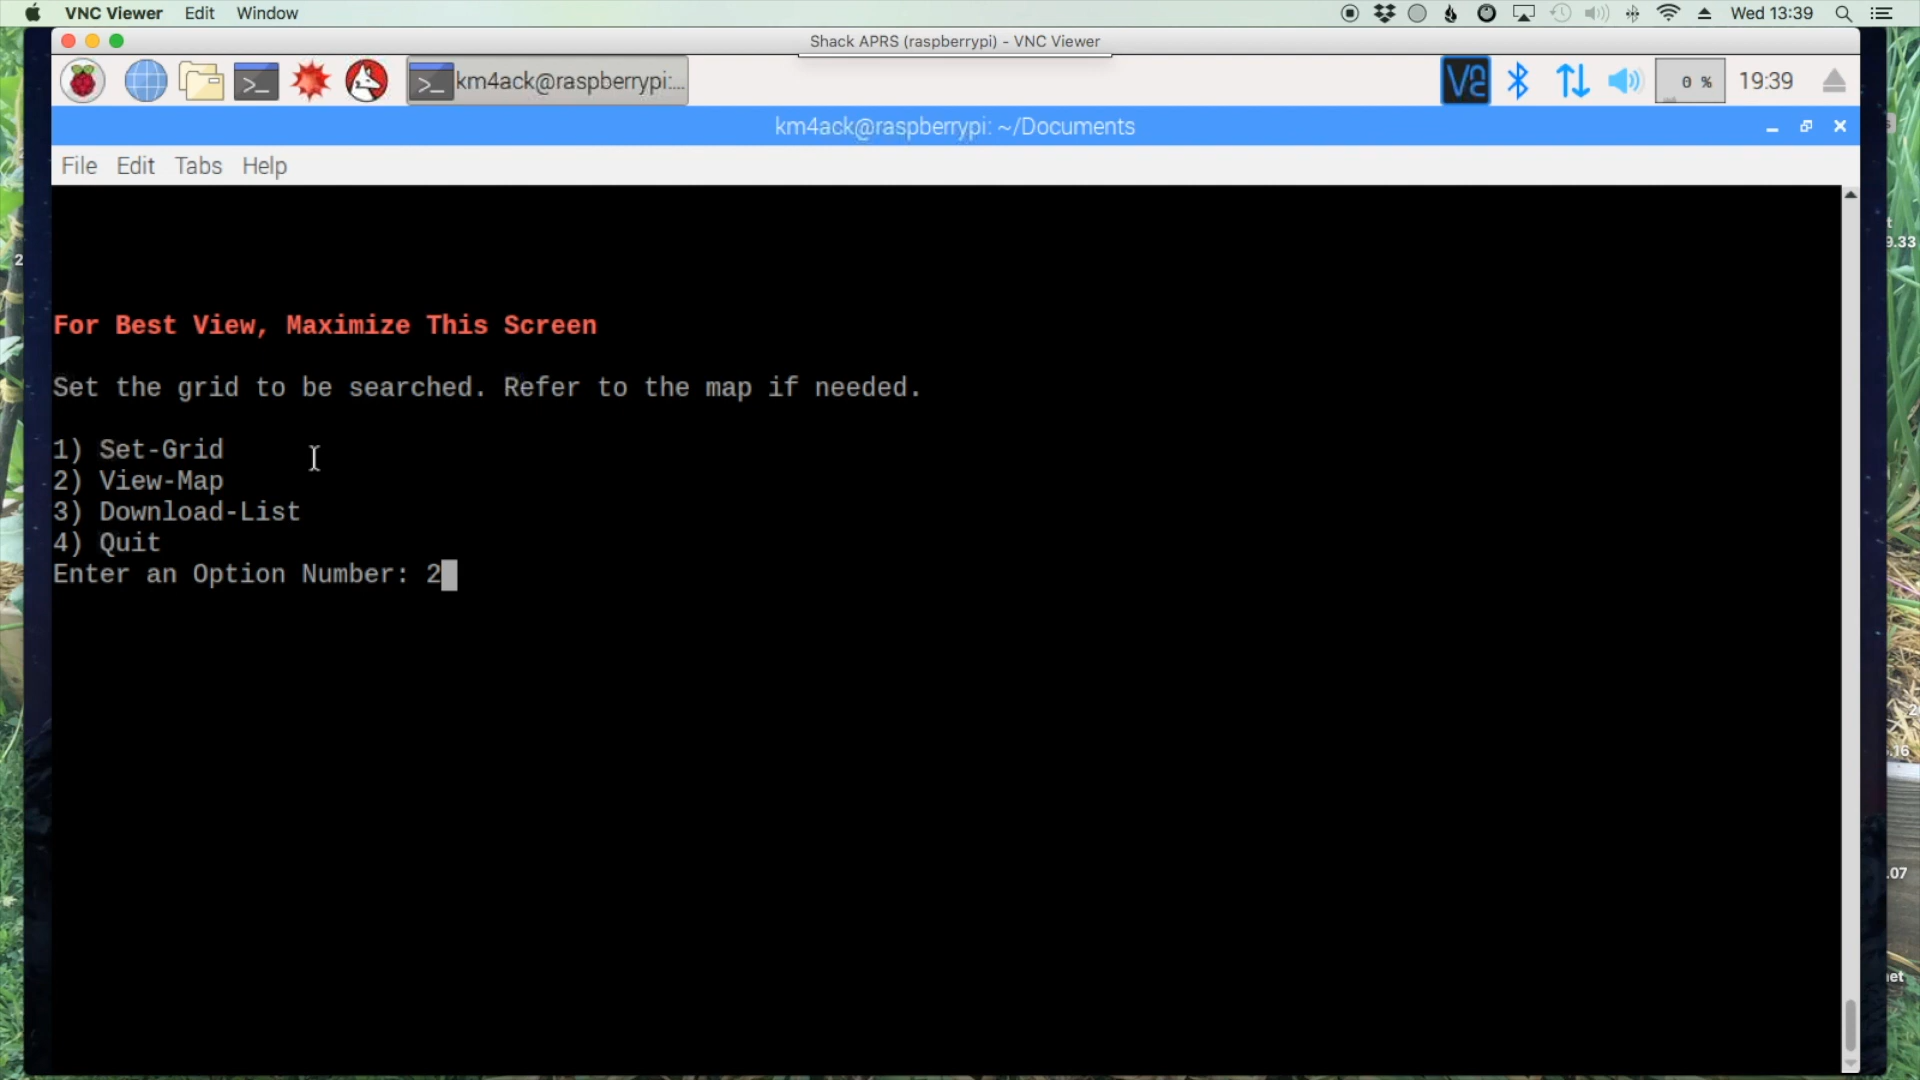 VNC Viewer Edit Window Wed 13:39
Shack APRS (raspberrypi) - VNC Viewer
km4ack@raspberrypi:... VNC 0 % 19:39
km4ack@raspberrypi: ~/Documents
File Edit Tabs Help
For Best View, Maximize This Screen
Set the grid to be searched. Refer to the map if needed.
1) Set-Grid
2) View-Map
3) Download-List
4) Quit
Enter an Option Number: 2